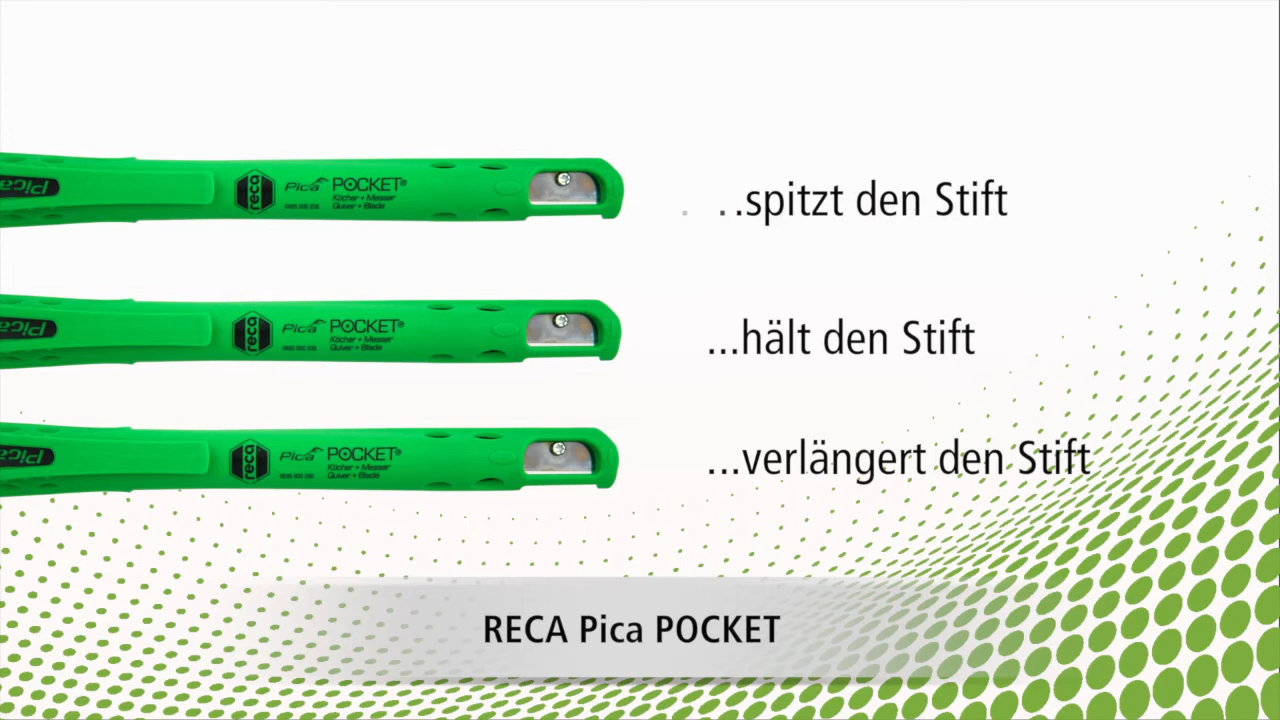 Pica
reca
Pica POCKET®
Köcher + Messer
Quiver + Blade
...spitzt den Stift
Pica
reca
Pica POCKET®
Köcher + Messer
Quiver + Blade
...hält den Stift
Pica
reca
Pica POCKET®
Köcher + Messer
Quiver + Blade
...verlängert den Stift
RECA Pica POCKET